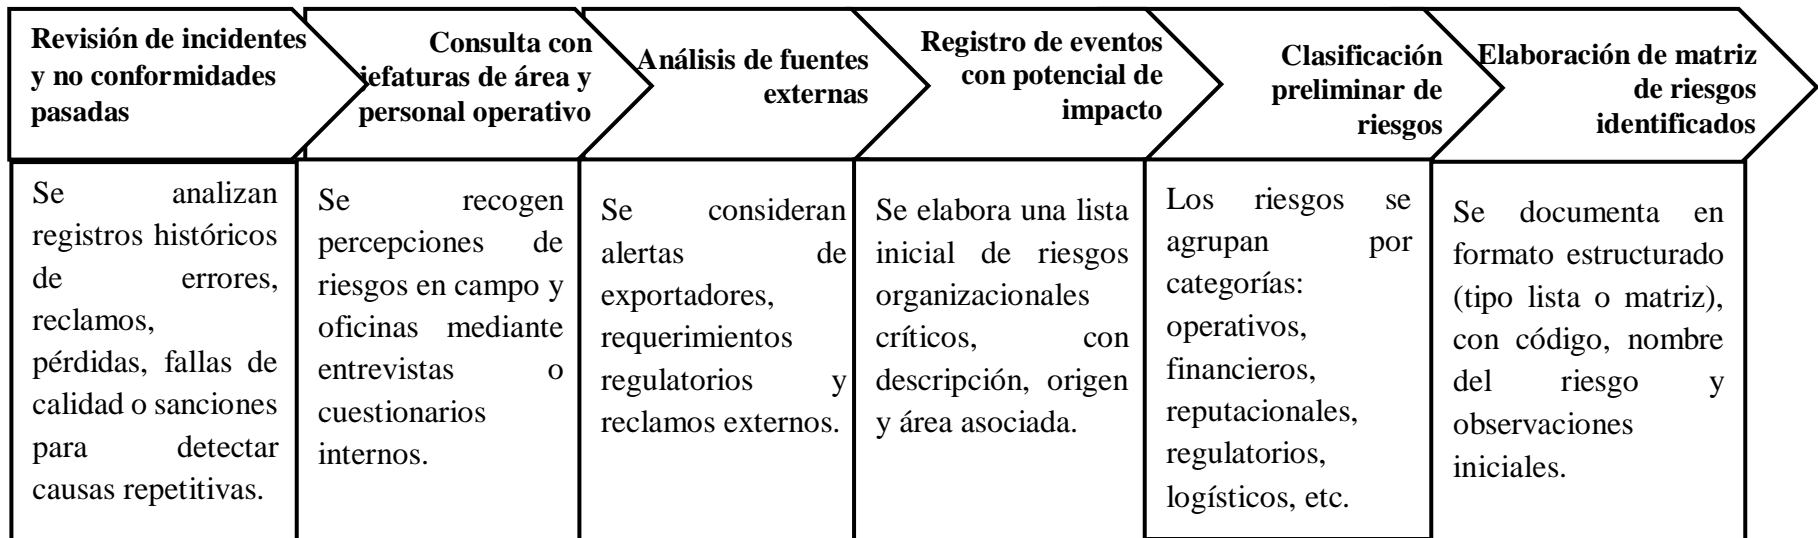 Revisión de incidentes
y no conformidades
pasadas
Consulta con
jefaturas de área y
personal operativo
Análisis de fuentes
externas
Registro de eventos
con potencial de
impacto
Clasificación
preliminar de
riesgos
Elaboración de matriz
de riesgos
identificados
Se analizan
registros históricos
de errores,
reclamos,
pérdidas, fallas de
calidad o sanciones
para detectar
causas repetitivas.
Se recogen
percepciones de
riesgos en campo y
oficinas mediante
entrevistas o
cuestionarios
internos.
Se consideran
alertas de
exportadores,
requerimientos
regulatorios y
reclamos externos.
Se elabora una lista
inicial de riesgos
organizacionales
críticos, con
descripción, origen
y área asociada.
Los riesgos se
agrupan por
categorías:
operativos,
financieros,
reputacionales,
regulatorios,
logísticos, etc.
Se documenta en
formato estructurado
(tipo lista o matriz),
con código, nombre
del riesgo y
observaciones
iniciales.